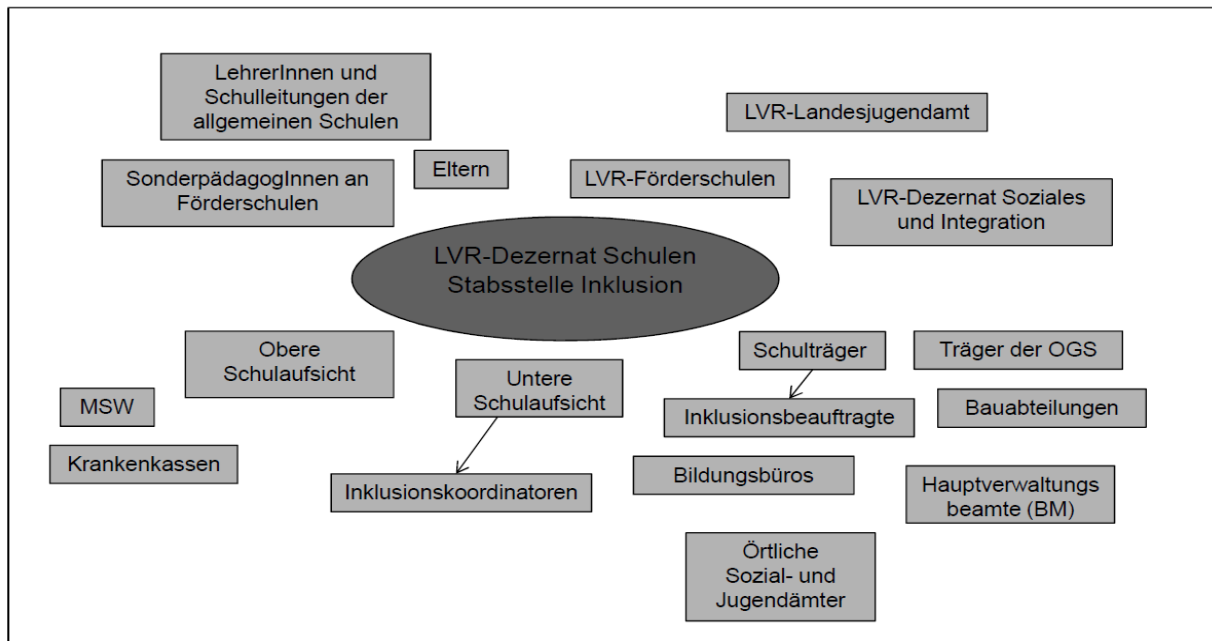 LehrerInnen und
Schulleitungen der
allgemeinen Schulen
LVR-Landesjugendamt
Eltern
SonderpädagogInnen an
Förderschulen
LVR-Förderschulen
LVR-Dezernat Soziales
und Integration
LVR-Dezernat Schulen
Stabsstelle Inklusion
Obere
Schulaufsicht
Untere
Schulaufsicht
Schulträger
Träger der OGS
MSW
Inklusionsbeauftragte
Bauabteilungen
Krankenkassen
Inklusionskoordinatoren
Bildungsbüros
Hauptverwaltungs
beamte (BM)
Örtliche
Sozial- und
Jugendämter